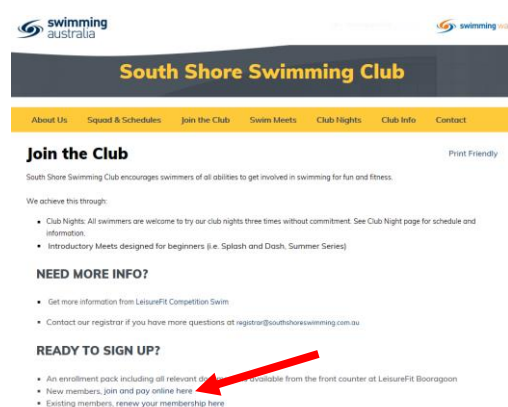 swimming
australia
swimming wa
South Shore Swimming Club
About Us Squad & Schedules Join the Club Swim Meets Club Nights Club Info Contact
Join the Club
Print Friendly
South Shore Swimming Club encourages swimmers of all abilities to get involved in swimming for fun and fitness.
We achieve this through:
• Club Nights: All swimmers are welcome to try our club nights three times without commitment. See Club Night page for schedule and
information.
• Introductory Meets designed for beginners (i.e. Splash and Dash, Summer Series)
NEED MORE INFO?
• Get more information from LeisureFit Competition Swim
• Contact our registrar if you have more questions at registrar@southshoreswimming.com.au
READY TO SIGN UP?
• An enrollment pack including all relevant available from the front counter at LeisureFit Booragoon
• New members, join and pay online here
• Existing members, renew your membership here